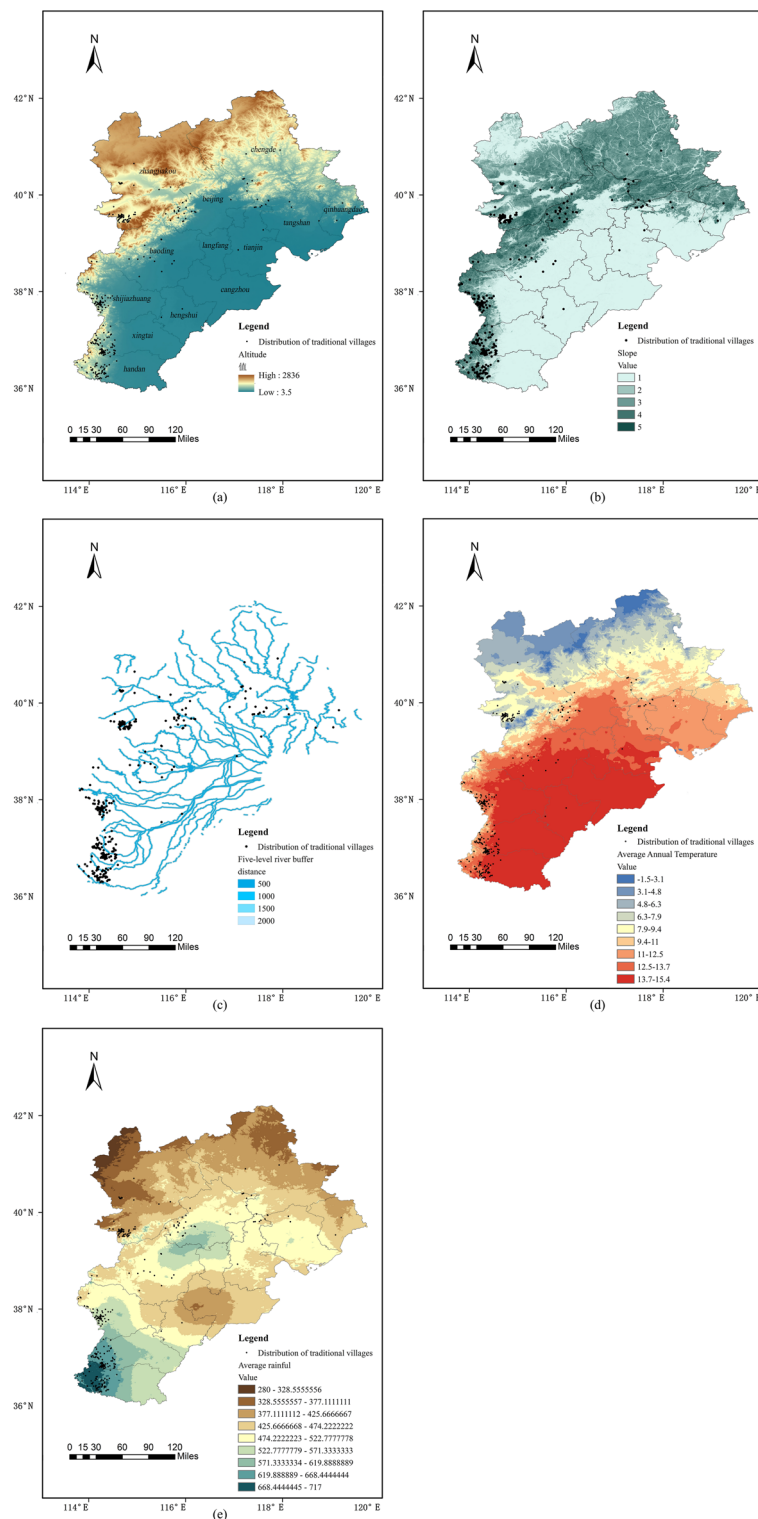 N
42° N
40° N
38° N
36° N
chengde
zhangjiakou
beijing
qinhuangdao
tangshan
langfang
tianjin
baoding
cangzhou
shijiazhuang
hengshui
xingtai
handan
Legend
Distribution of traditional villages
Altitude
值
High : 2836
Low : 3.5
0 15 30 60 90 120
Miles
114° E 116° E 118° E 120° E
(a)
N
42° N
40° N
38° N
36° N
Legend
Distribution of traditional villages
Slope
Value
1
2
3
4
5
0 15 30 60 90 120
Miles
114° E 116° E 118° E 120° E
(b)
N
42° N
40° N
38° N
36° N
Legend
Distribution of traditional villages
Five-level river buffer
distance
500
1000
1500
2000
0 15 30 60 90 120
Miles
114° E 116° E 118° E 120° E
(c)
N
42° N
40° N
38° N
36° N
Legend
Distribution of traditional villages
Average Annual Temperature
Value
-1.5-3.1
3.1-4.8
4.8-6.3
6.3-7.9
7.9-9.4
9.4-11
11-12.5
12.5-13.7
13.7-15.4
0 15 30 60 90 120
Miles
114° E 116° E 118° E 120° E
(d)
N
42° N
40° N
38° N
36° N
Legend
Distribution of traditional villages
Average rainful
Value
280 - 328.5555556
328.5555557 - 377.1111111
377.1111112 - 425.6666667
425.6666668 - 474.2222222
474.2222223 - 522.7777778
522.7777779 - 571.3333333
571.3333334 - 619.8888889
619.888889 - 668.4444444
668.4444445 - 717
0 15 30 60 90 120
Miles
114° E 116° E 118° E 120° E
(e)